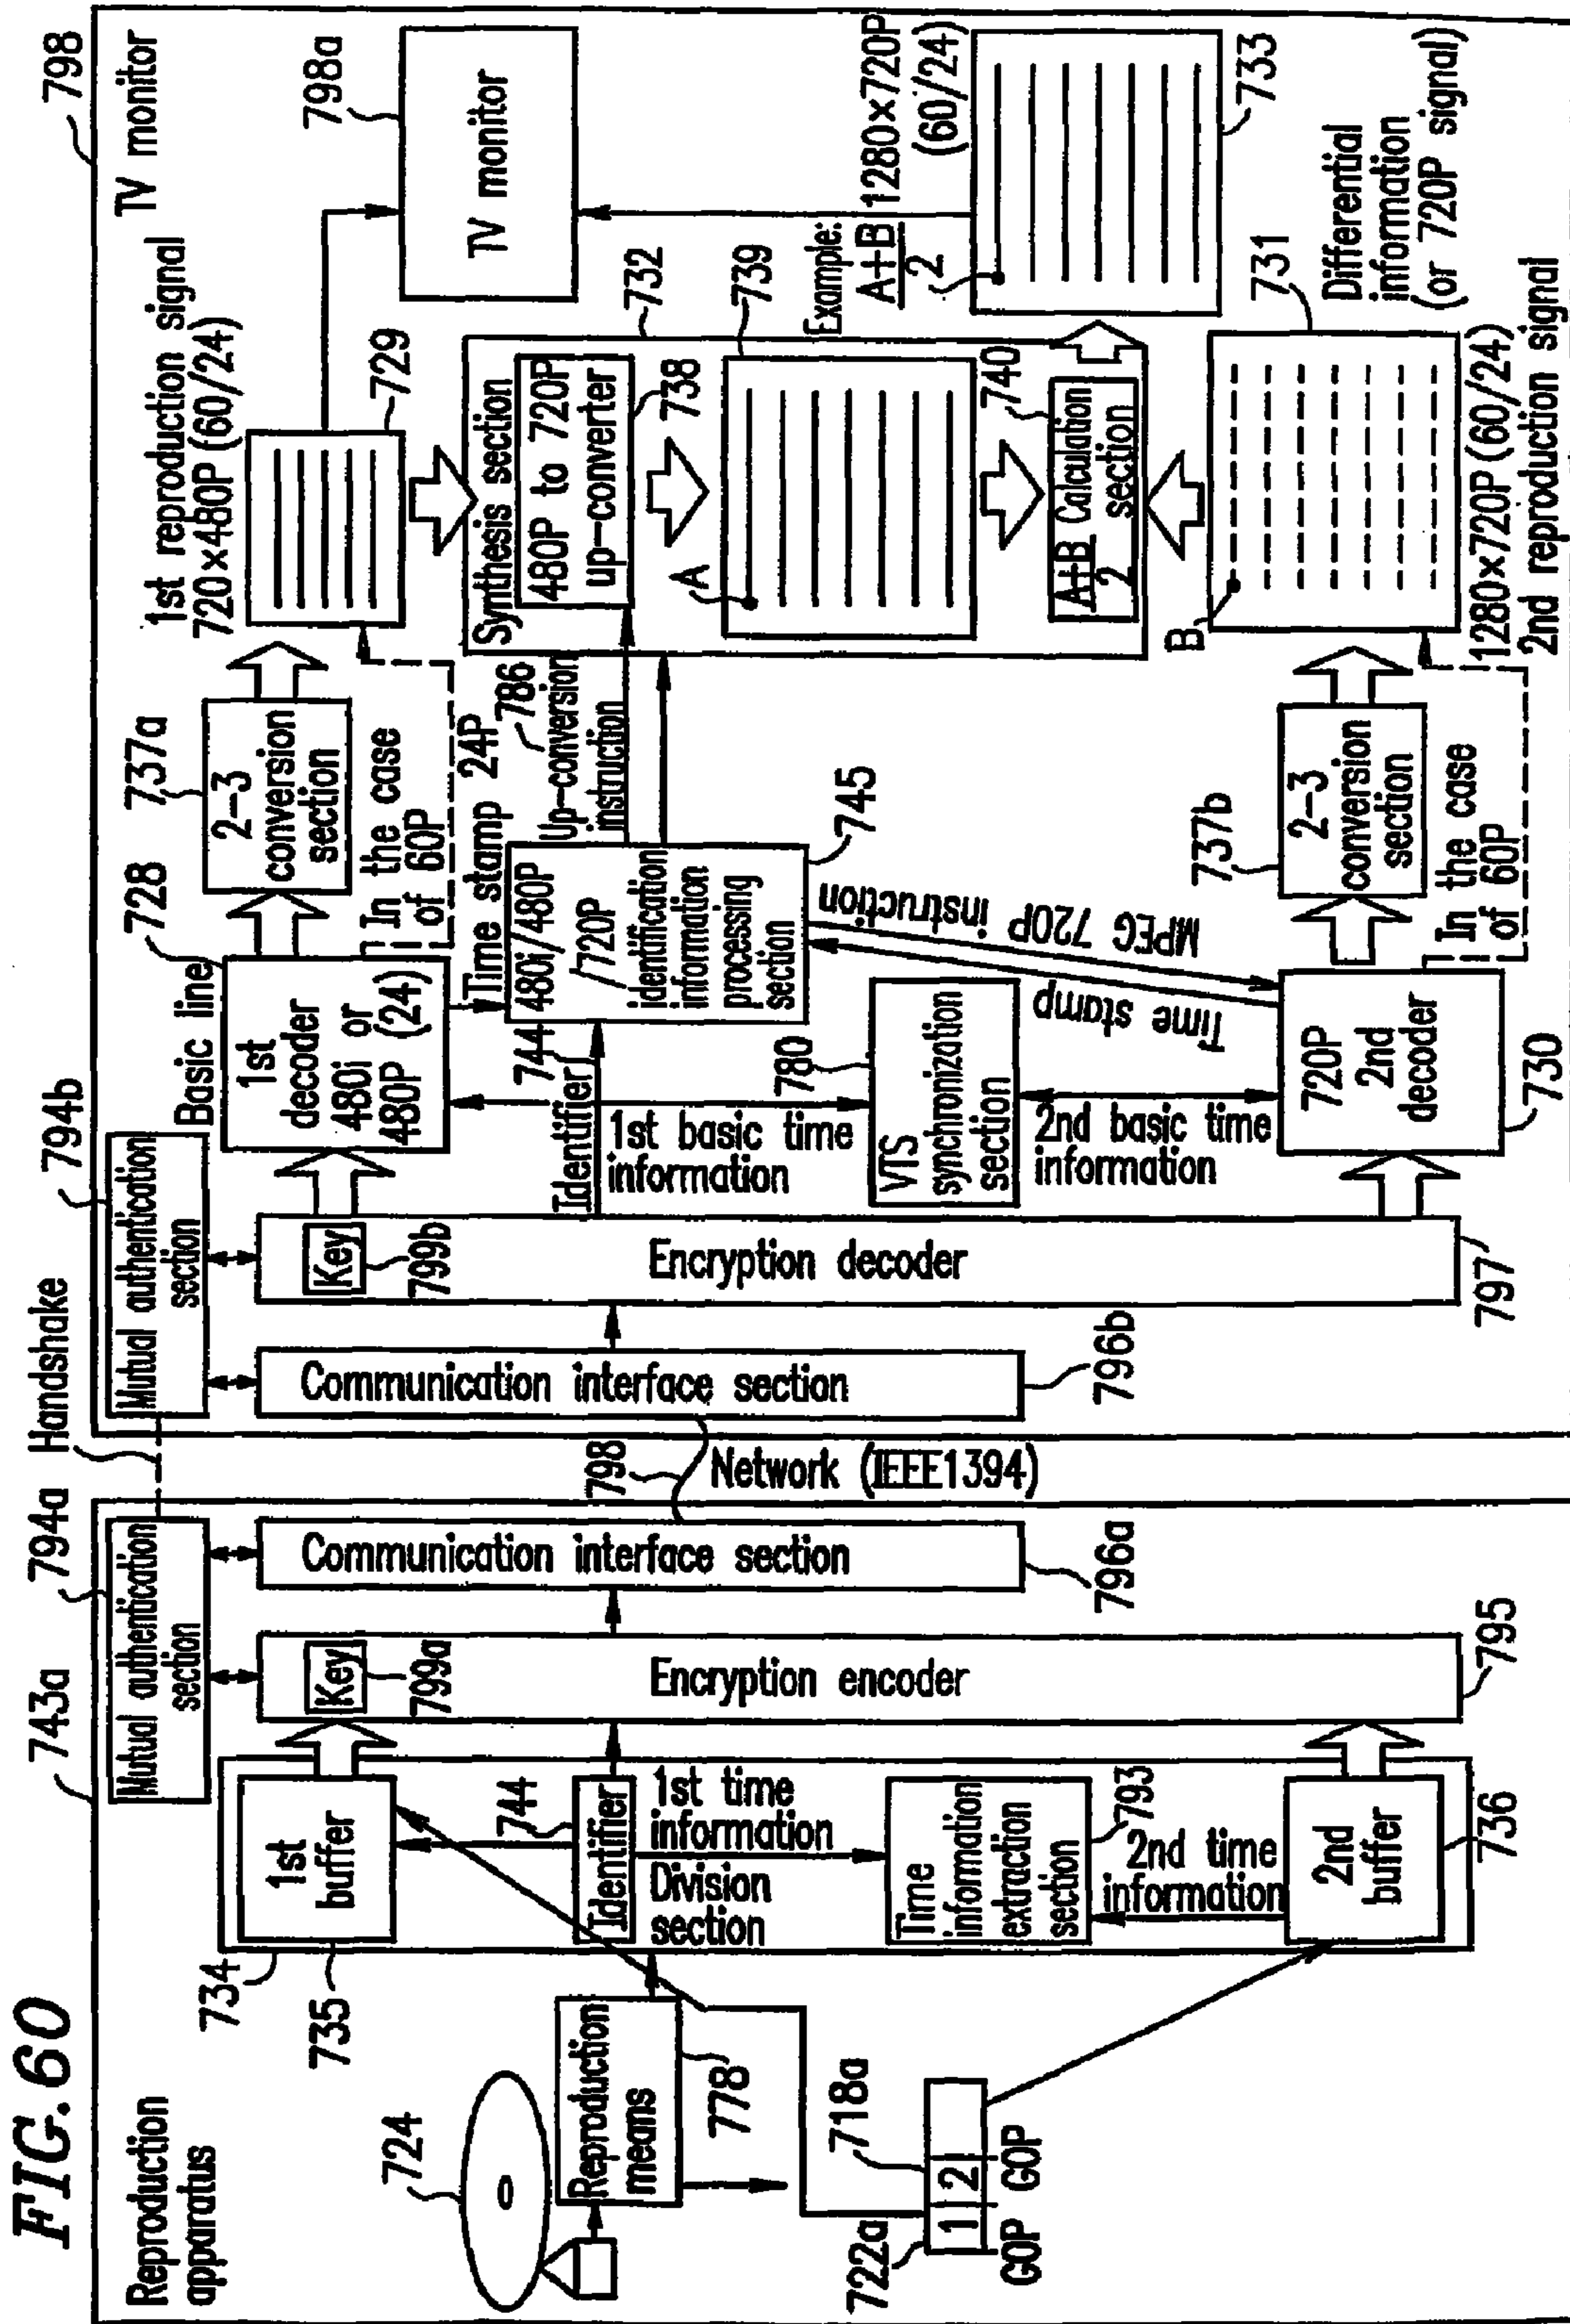 FIG. 60
Reproduction
apparatus
743a
794a
Handshake
794b
798
TV monitor
724
Reproduction
means
778
722a
718a
1
2
GOP
GOP
734
735
1st
buffer
744
Identifier
1st time
information
Division
section
Time
information
extraction
section
793
2nd time
information
2nd
buffer
736
Mutual authentication
section
Key
799a
Encryption encoder
795
Communication interface section
796a
798
Network (IEEE1394)
Mutual authentication
section
Communication interface section
796b
Key
799b
Encryption decoder
797
Basic line
728
1st
decoder
480i or
480P (24)
744
Identifier
1st basic time
information
780
VTS
synchronization
section
2nd basic time
information
720P
2nd
decoder
730
737a
2-3
conversion
section
In
the case
of 60P
Time stamp 24P
480i/480P
/720P
identification
information
processing
section
745
786
Up-conversion
instruction
MPEG 720P instruction
Time stamp
737b
2-3
conversion
section
In the case
of 60P
1st reproduction signal
720×480P (60/24)
729
Synthesis section
480P to 720P
up-converter
732
738
A
739
740
A+B
2
Calculation
section
B
731
1280×720P (60/24)
2nd reproduction signal
798a
TV monitor
Example:
A+B
2
1280×720P
(60/24)
733
Differential
information
(or 720P signal)